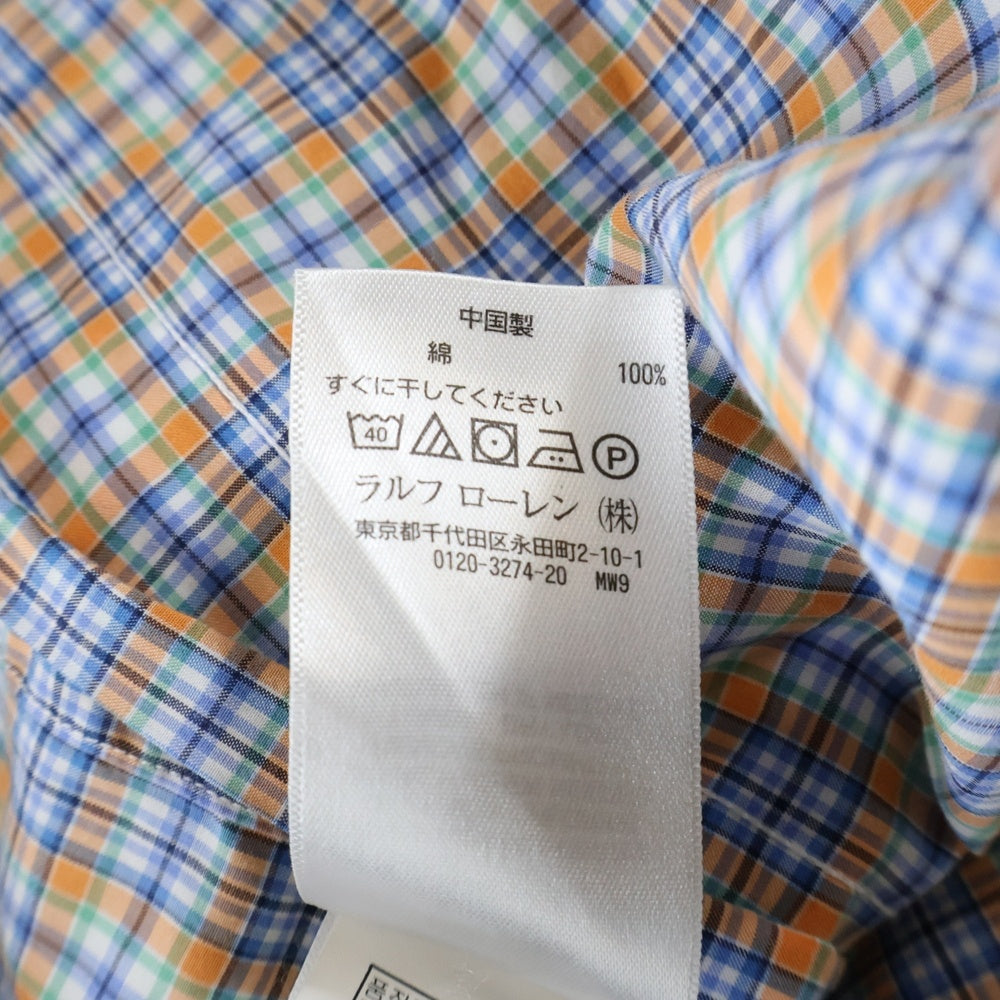 中国製
綿 100%
すぐに干してください
40 P
ラルフ ローレン (株)
東京都千代田区永田町2-10-1
0120-3274-20 MW9